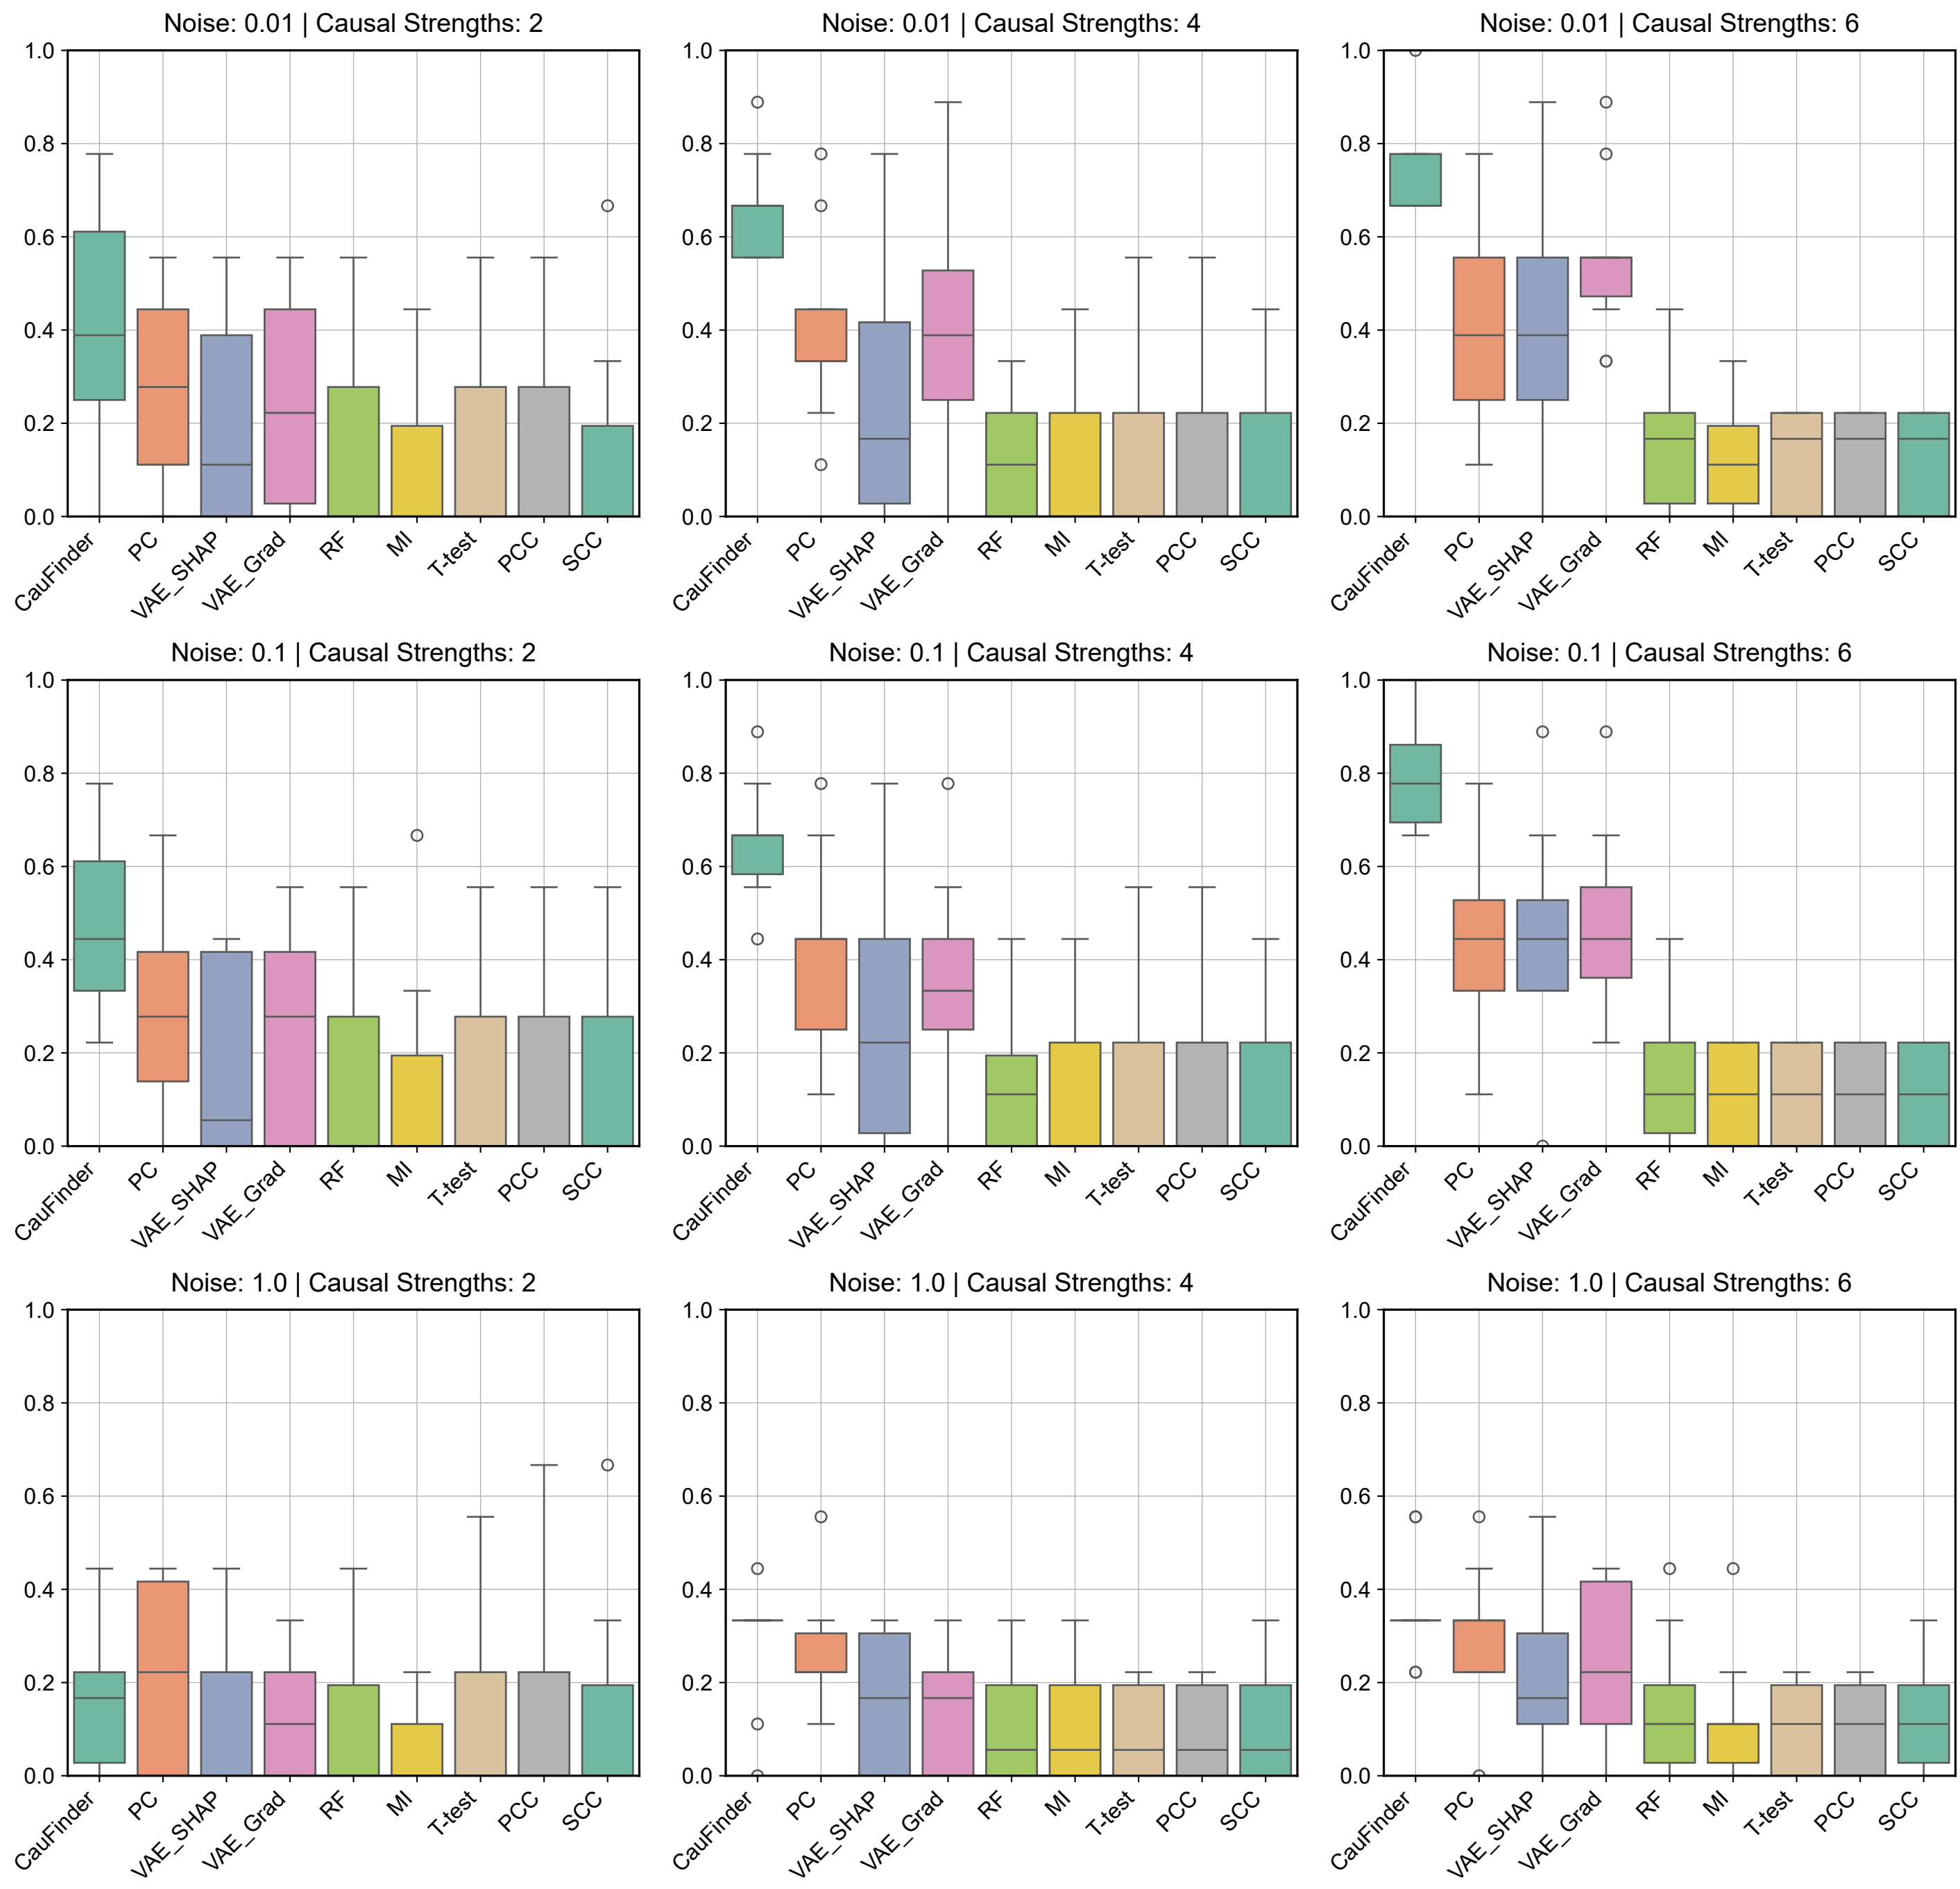 Noise: 0.01 | Causal Strengths: 2
1.0
0.8
0.6
0.4
0.2
0.0
CauFinder
PC
VAE_SHAP
VAE_Grad
RF
MI
T-test
PCC
SCC
Noise: 0.01 | Causal Strengths: 4
1.0
0.8
0.6
0.4
0.2
0.0
CauFinder
PC
VAE_SHAP
VAE_Grad
RF
MI
T-test
PCC
SCC
Noise: 0.01 | Causal Strengths: 6
1.0
0.8
0.6
0.4
0.2
0.0
CauFinder
PC
VAE_SHAP
VAE_Grad
RF
MI
T-test
PCC
SCC
Noise: 0.1 | Causal Strengths: 2
1.0
0.8
0.6
0.4
0.2
0.0
CauFinder
PC
VAE_SHAP
VAE_Grad
RF
MI
T-test
PCC
SCC
Noise: 0.1 | Causal Strengths: 4
1.0
0.8
0.6
0.4
0.2
0.0
CauFinder
PC
VAE_SHAP
VAE_Grad
RF
MI
T-test
PCC
SCC
Noise: 0.1 | Causal Strengths: 6
1.0
0.8
0.6
0.4
0.2
0.0
CauFinder
PC
VAE_SHAP
VAE_Grad
RF
MI
T-test
PCC
SCC
Noise: 1.0 | Causal Strengths: 2
1.0
0.8
0.6
0.4
0.2
0.0
CauFinder
PC
VAE_SHAP
VAE_Grad
RF
MI
T-test
PCC
SCC
Noise: 1.0 | Causal Strengths: 4
1.0
0.8
0.6
0.4
0.2
0.0
CauFinder
PC
VAE_SHAP
VAE_Grad
RF
MI
T-test
PCC
SCC
Noise: 1.0 | Causal Strengths: 6
1.0
0.8
0.6
0.4
0.2
0.0
CauFinder
PC
VAE_SHAP
VAE_Grad
RF
MI
T-test
PCC
SCC